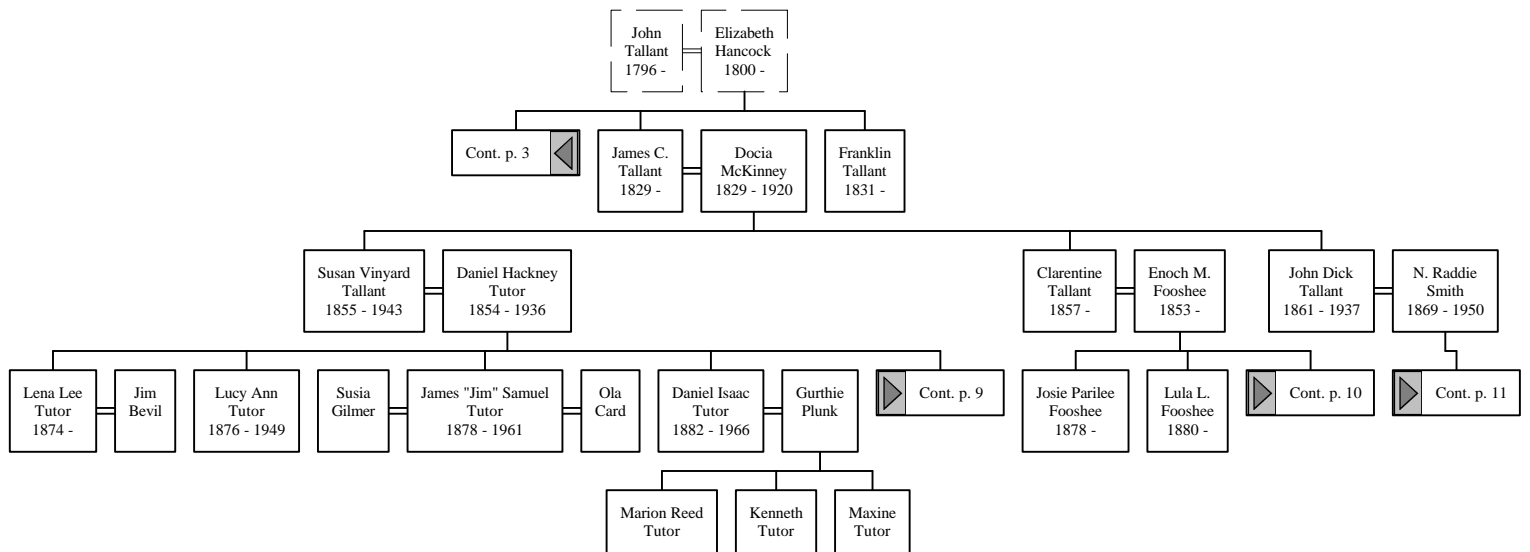 John
Tallant
1796 -
Elizabeth
Hancock
1800 -
Cont. p. 3
James C.
Tallant
1829 -
Docia
McKinney
1829 - 1920
Franklin
Tallant
1831 -
Susan Vinyard
Tallant
1855 - 1943
Daniel Hackney
Tutor
1854 - 1936
Clarentine
Tallant
1857 -
Enoch M.
Fooshee
1853 -
John Dick
Tallant
1861 - 1937
N. Raddie
Smith
1869 - 1950
Lena Lee
Tutor
1874 -
Jim
Bevil
Lucy Ann
Tutor
1876 - 1949
Susia
Gilmer
James "Jim" Samuel
Tutor
1878 - 1961
Ola
Card
Daniel Isaac
Tutor
1882 - 1966
Gurthie
Plunk
Cont. p. 9
Josie Parilee
Fooshee
1878 -
Lula L.
Fooshee
1880 -
Cont. p. 10
Cont. p. 11
Marion Reed
Tutor
Kenneth
Tutor
Maxine
Tutor